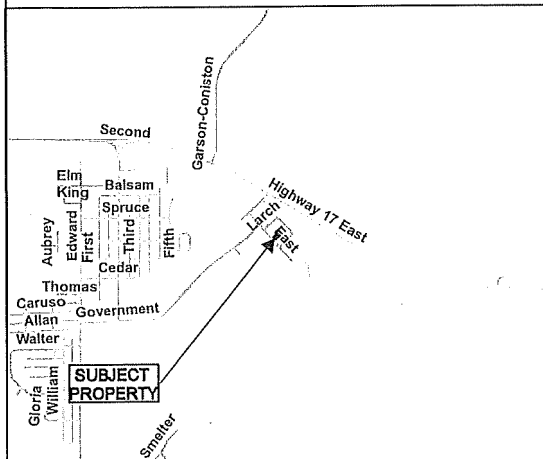 Second
Garson-Coniston
Elm
King
Balsam
Highway 17 East
Spruce
Larch
East
Aubrey
Edward
First
Third
Fifth
Cedar
Thomas
Caruso
Government
Allan
Walter
SUBJECT
PROPERTY
Gloria
William
Smelter